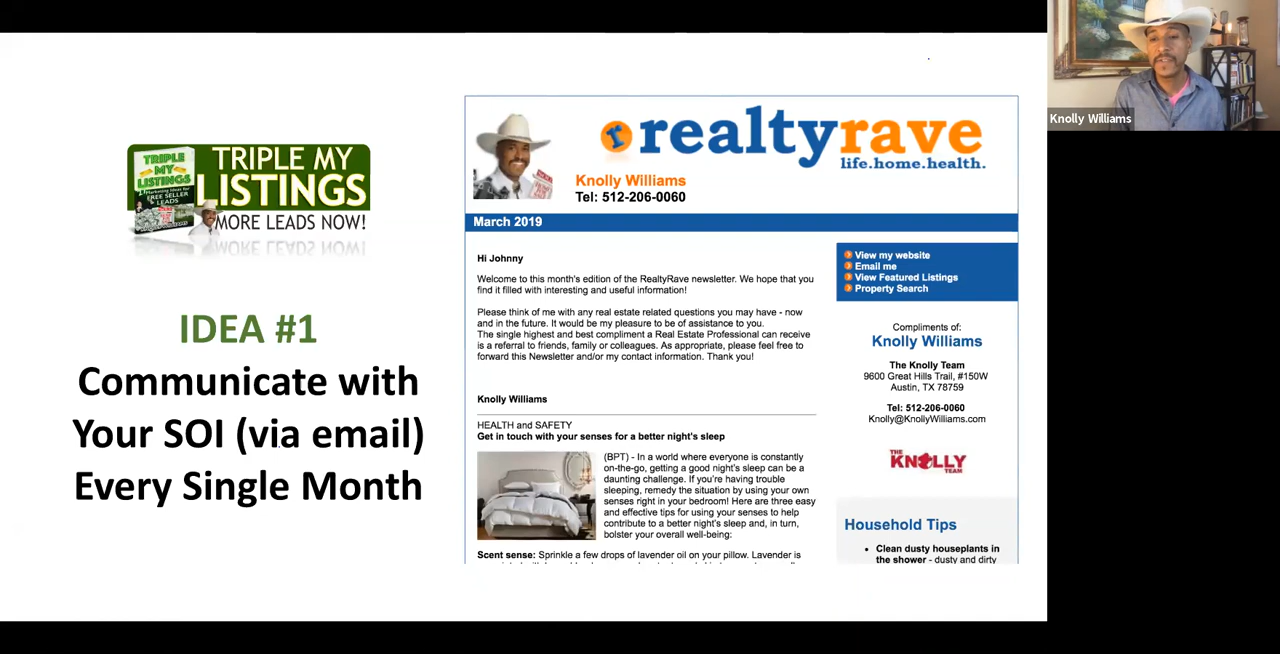 TRIPLE MY
LISTINGS
MORE LEADS NOW!
TRIPLE
MY
LISTINGS
IDEA #1
Communicate with
Your SOI (via email)
Every Single Month
realtyrave
life.home.health.
Knolly Williams
Tel: 512-206-0060
March 2019
Hi Johnny
Welcome to this month's edition of the RealtyRave newsletter. We hope that you
find it filled with interesting and useful information!
Please think of me with any real estate related questions you may have - now
and in the future. It would be my pleasure to be of assistance to you.
The single highest and best compliment a Real Estate Professional can receive
is a referral to friends, family or colleagues. As appropriate, please feel free to
forward this Newsletter and/or my contact information. Thank you!
Knolly Williams
HEALTH and SAFETY
Get in touch with your senses for a better night's sleep
(BPT) - In a world where everyone is constantly
on-the-go, getting a good night's sleep can be a
daunting challenge. If you're having trouble
sleeping, remedy the situation by using your own
senses right in your bedroom! Here are three easy
and effective tips for using your senses to help
contribute to a better night's sleep and, in turn,
bolster your overall well-being:
Scent sense: Sprinkle a few drops of lavender oil on your pillow. Lavender is
View my website
Email me
View Featured Listings
Property Search
Compliments of:
Knolly Williams
The Knolly Team
9600 Great Hills Trail, #150W
Austin, TX 78759
Tel: 512-206-0060
Knolly@KnollyWilliams.com
THE
KNOLLY
TEAM
Household Tips
• Clean dusty houseplants in
the shower - dusty and dirty
Knolly Williams